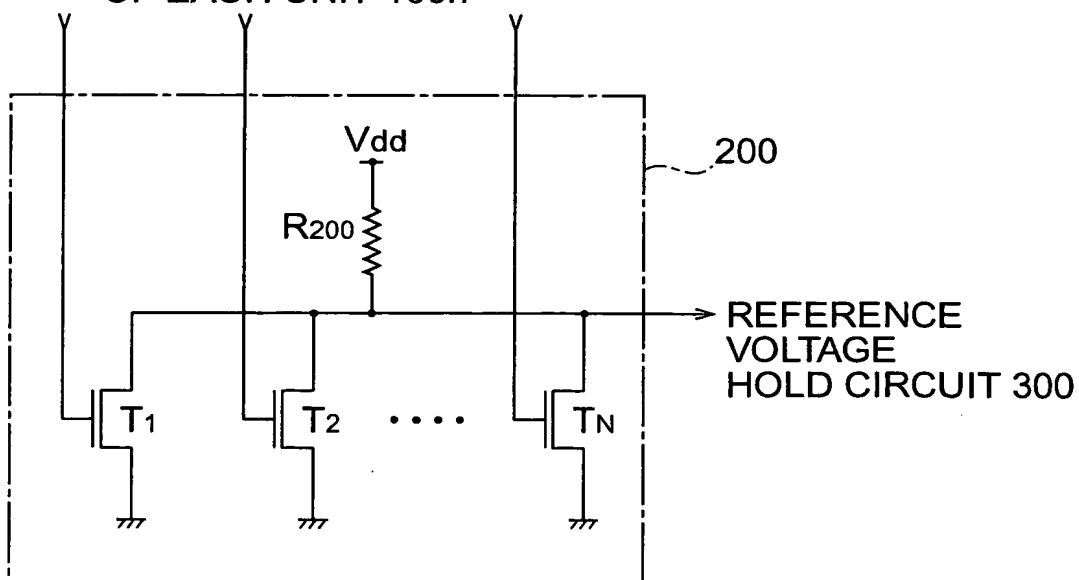 Vdd
200
R200
REFERENCE
VOLTAGE
HOLD CIRCUIT 300
T1
T2
TN